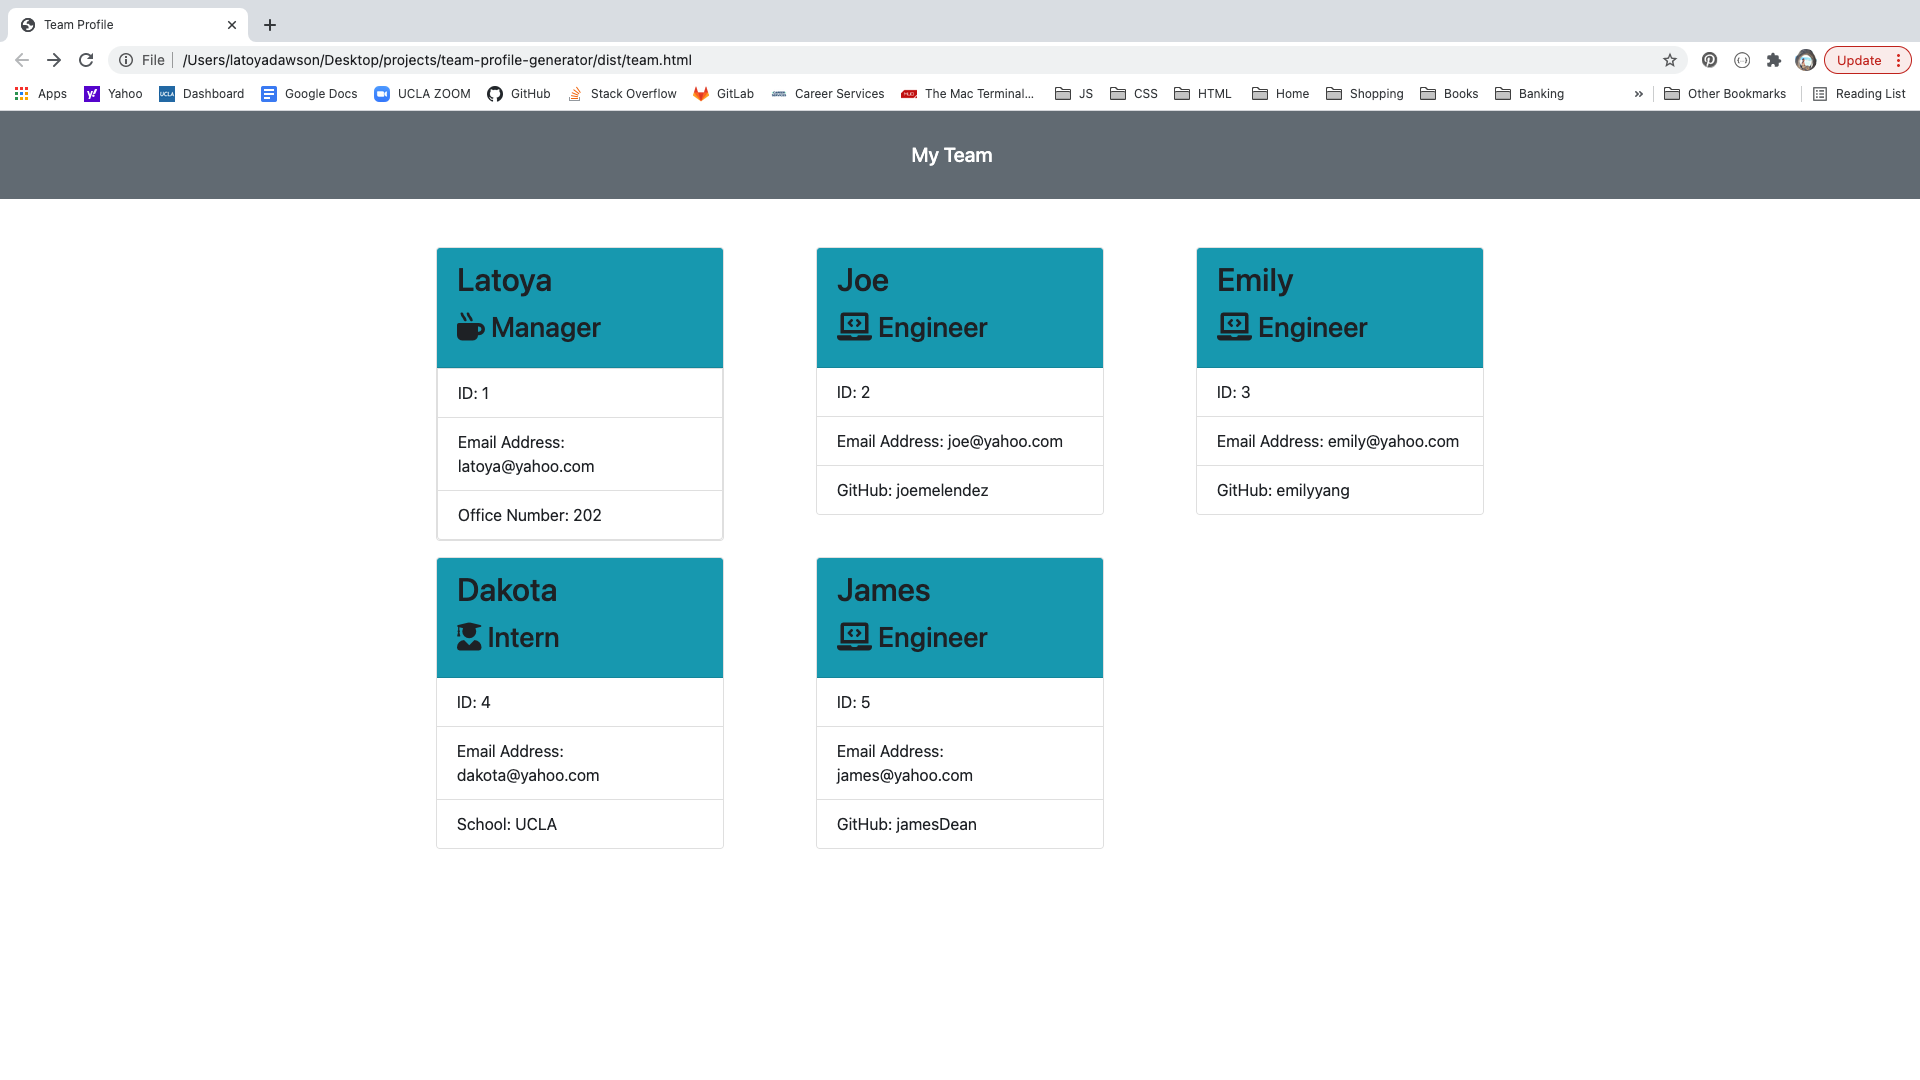 Team Profile
File
/Users/latoyadawson/Desktop/projects/team-profile-generator/dist/team.html
Update
Apps
Yahoo
Dashboard
Google Docs
UCLA ZOOM
GitHub
Stack Overflow
GitLab
Career Services
The Mac Terminal...
JS
CSS
HTML
Home
Shopping
Books
Banking
»
Other Bookmarks
Reading List
My Team
Latoya
Manager
ID: 1
Email Address:
latoya@yahoo.com
Office Number: 202
Joe
Engineer
ID: 2
Email Address: joe@yahoo.com
GitHub: joemelendez
Emily
Engineer
ID: 3
Email Address: emily@yahoo.com
GitHub: emilyyang
Dakota
Intern
ID: 4
Email Address:
dakota@yahoo.com
School: UCLA
James
Engineer
ID: 5
Email Address:
james@yahoo.com
GitHub: jamesDean